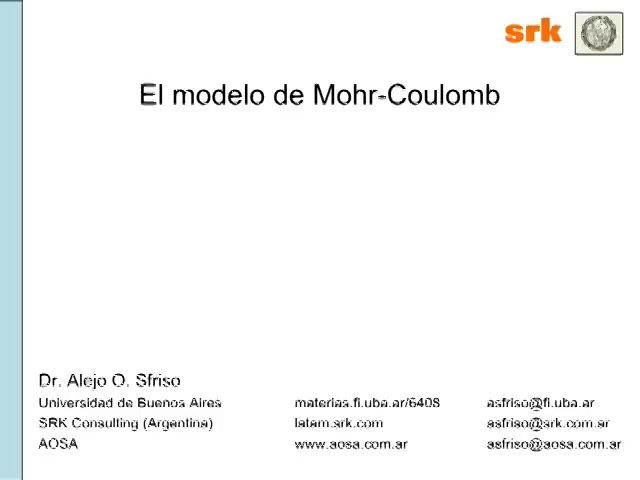 srk
El modelo de Mohr-Coulomb
Dr. Alejo O. Sfriso
Universidad de Buenos Aires materias.fi.uba.ar/6408 asfriso@fi.uba.ar
SRK Consulting (Argentina) latam.srk.com asfriso@srk.com.ar
AOSA www.aosa.com.ar asfriso@aosa.com.ar